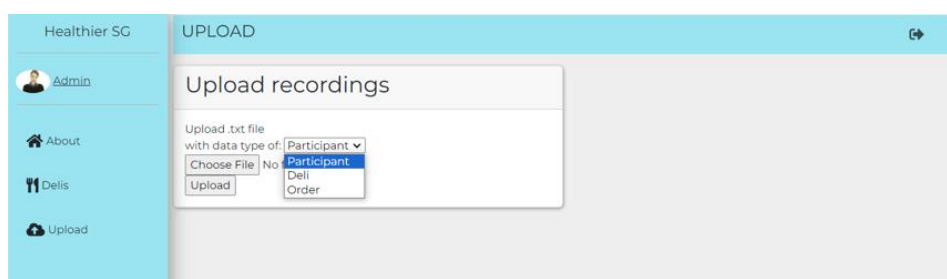 Healthier SG
Admin
About
Delis
Upload
UPLOAD
Upload recordings
Upload .txt file
with data type of: Participant
Choose File No
Participant
Deli
Order
Upload